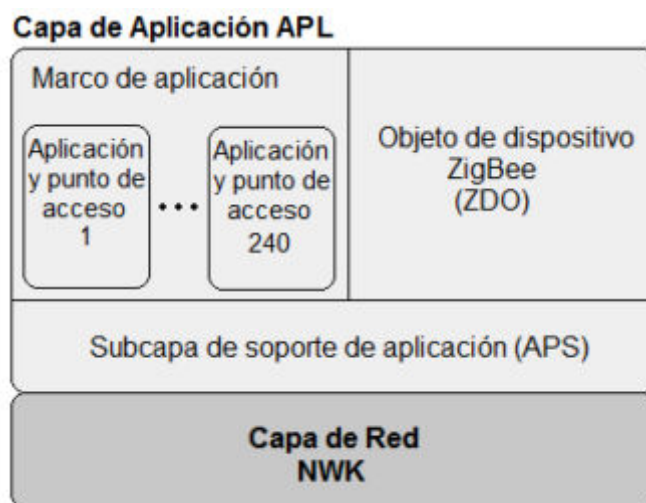 Capa de Aplicación APL
Marco de aplicación
Aplicación
y punto de
acceso
1
...
Aplicación
y punto de
acceso
240
Objeto de dispositivo
ZigBee
(ZDO)
Subcapa de soporte de aplicación (APS)
Capa de Red
NWK